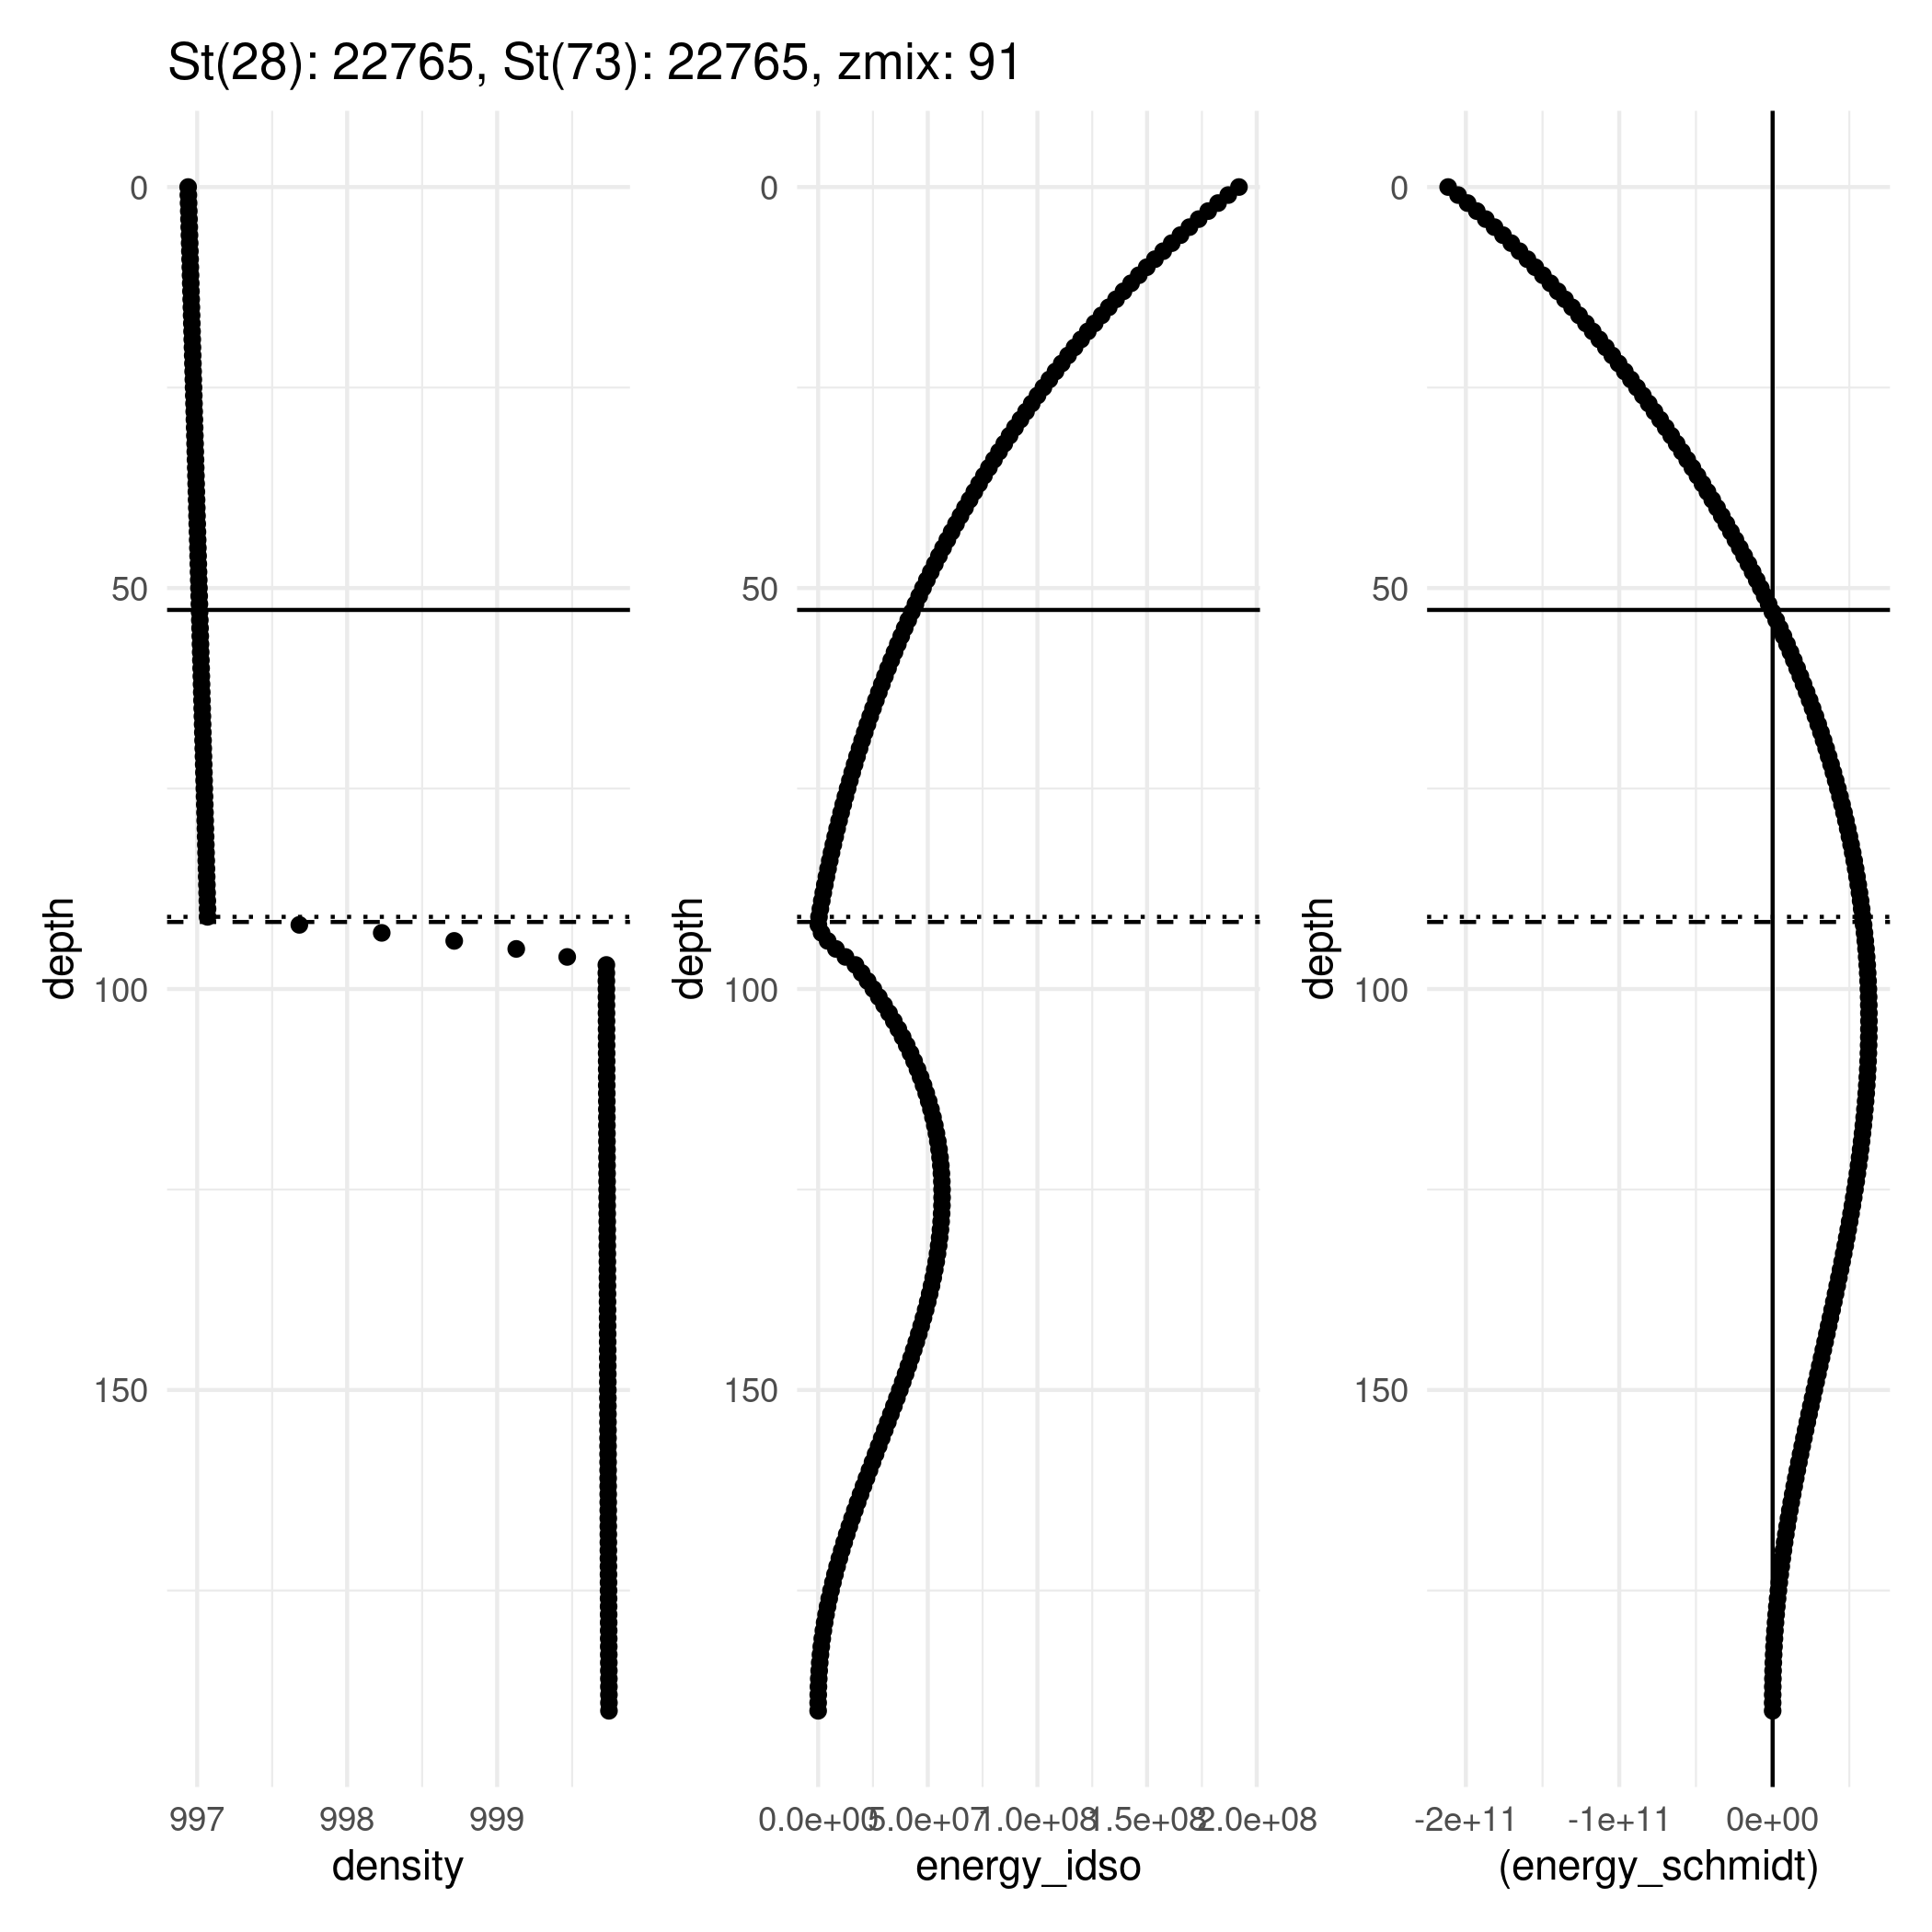 St(28): 22765, St(73): 22765, zmix: 91
0
50
100
150
depth
997
998
999
density
0
50
100
150
depth
0.0e+00
5.0e+07
1.0e+08
1.5e+08
2.0e+08
energy_idso
0
50
100
150
depth
-2e+11
-1e+11
0e+00
(energy_schmidt)